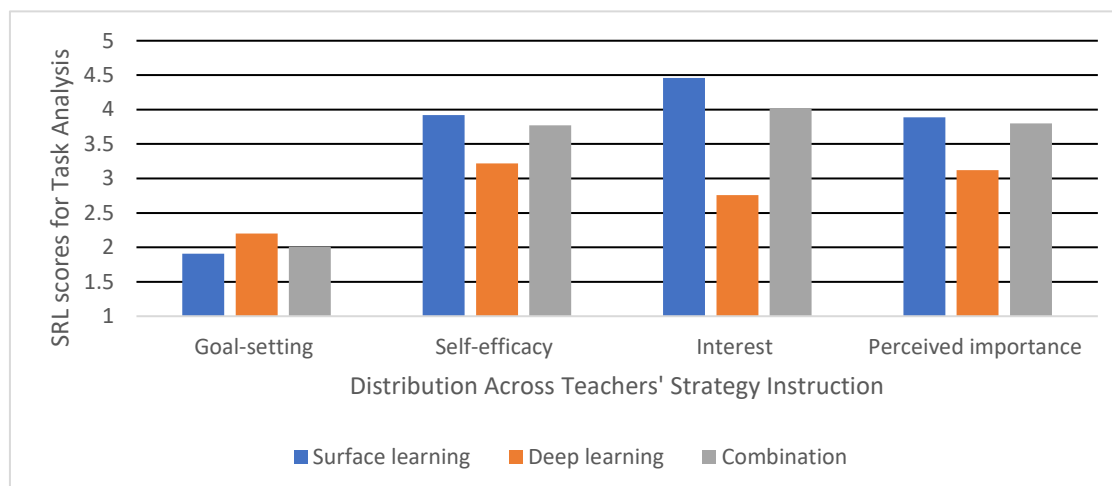 SRL scores for Task Analysis
5
4.5
4
3.5
3
2.5
2
1.5
1
Goal-setting Self-efficacy Interest Perceived importance
Distribution Across Teachers' Strategy Instruction
Surface learning Deep learning Combination